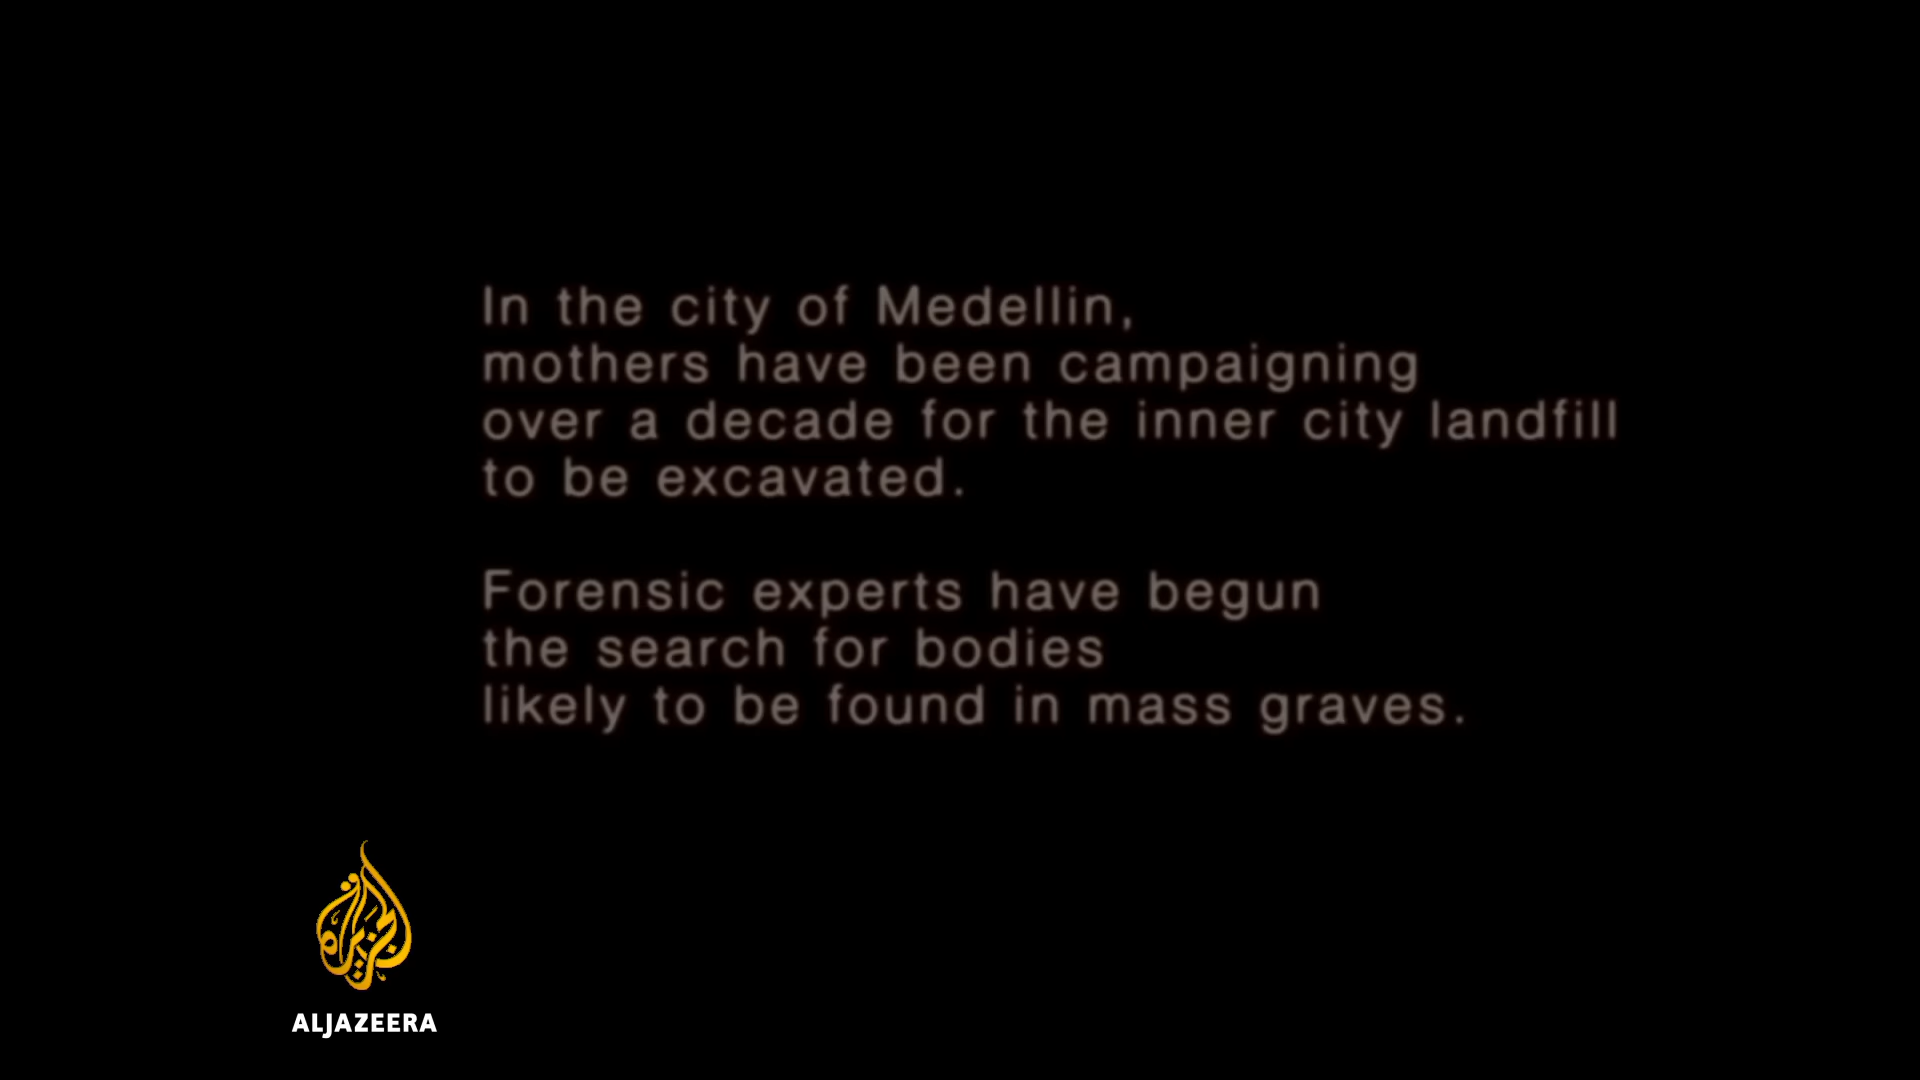 In the city of Medellin,
mothers have been campaigning
over a decade for the inner city landfill
to be excavated.
Forensic experts have begun
the search for bodies
likely to be found in mass graves.
الجزيرة
ALJAZEERA